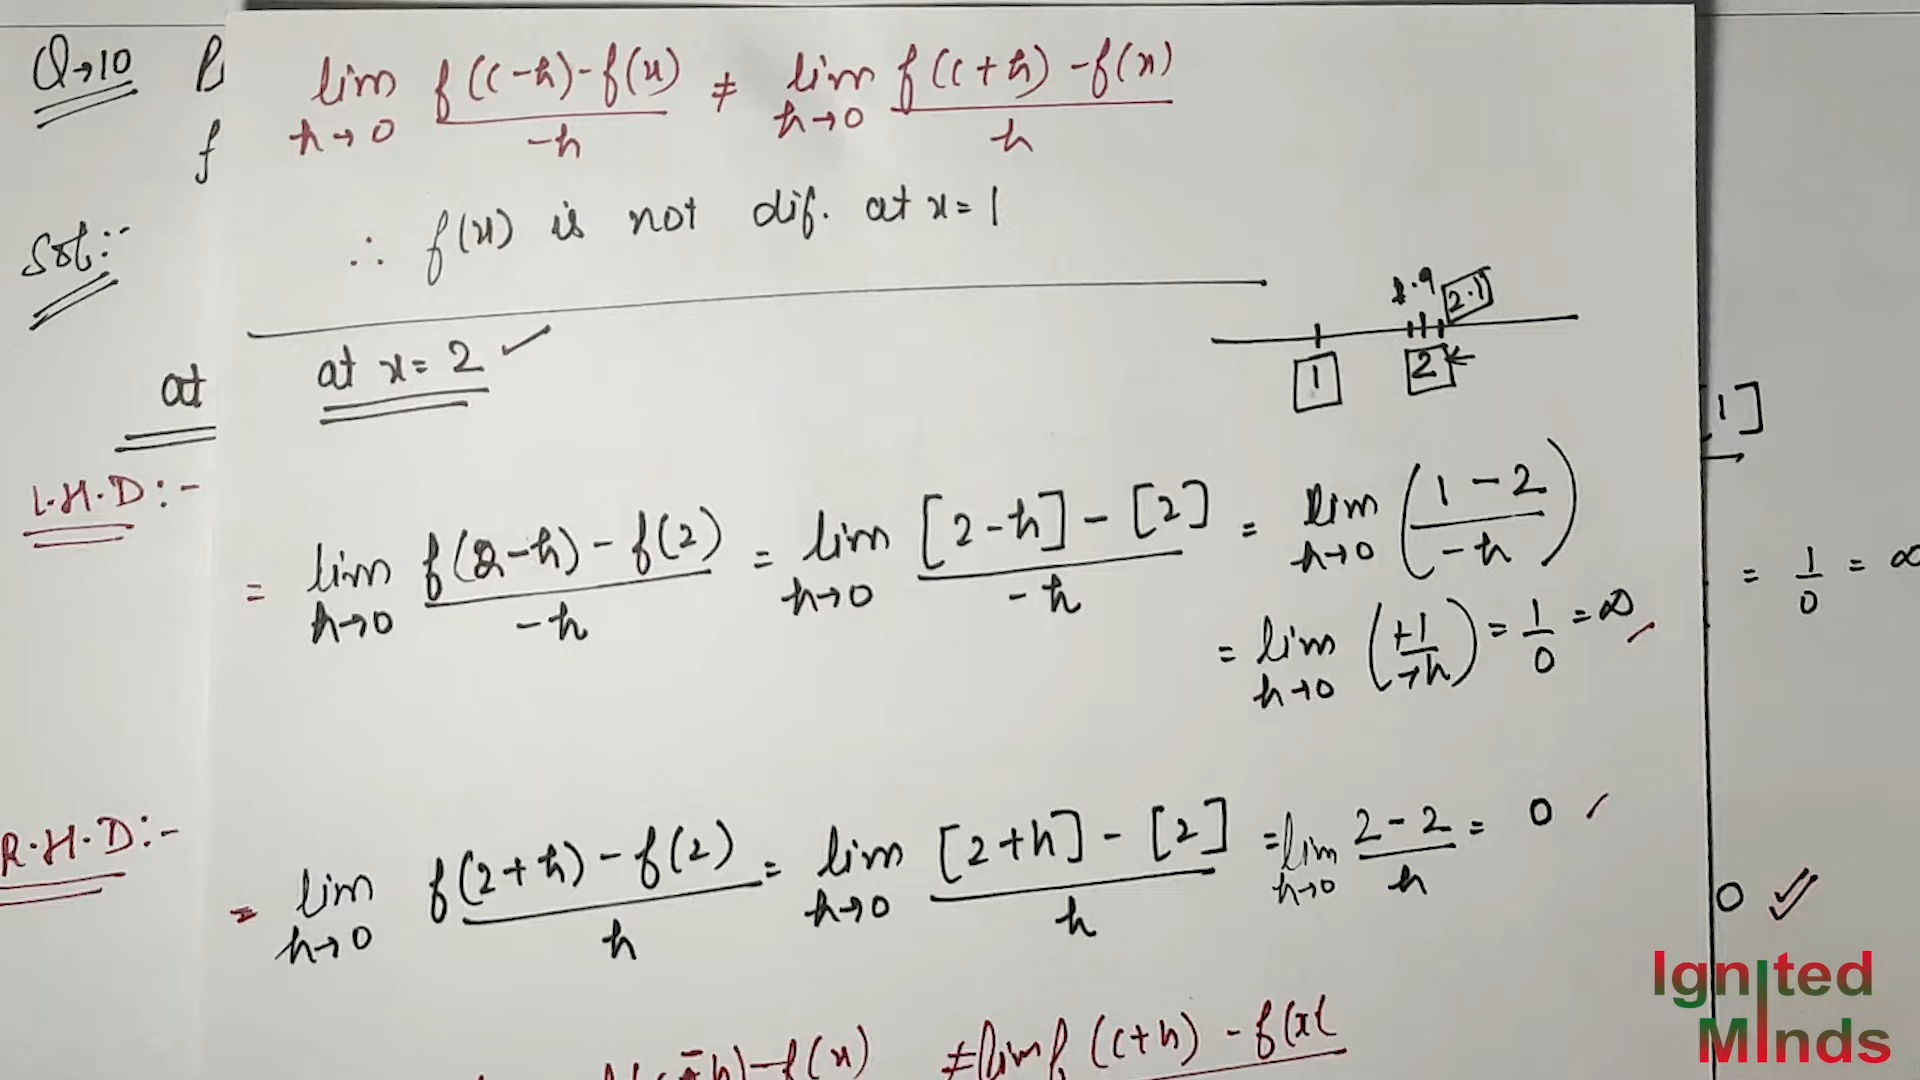 Q→10
lim h→0 f(c-h)-f(x) / -h ≠ lim h→0 f(c+h)-f(x) / h
f
∴ f(x) is not dif. at x=1
Sol:-
1.9 2.1
1 2
at
at x=2 ✓
1]
L.H.D:-
= lim h→0 f(2-h)-f(2) / -h = lim h→0 [2-h]-[2] / -h = lim h→0 (1-2 / -h)
= 1/0 = ∞
= lim h→0 (+1 / +h) = 1/0 = ∞
R.H.D:-
= lim h→0 f(2+h)-f(2) / h = lim h→0 [2+h]-[2] / h = lim h→0 2-2 / h = 0
0 ✓
-h)-f(x) ≠ lim f(c+h)-f(x
Ignited
Minds